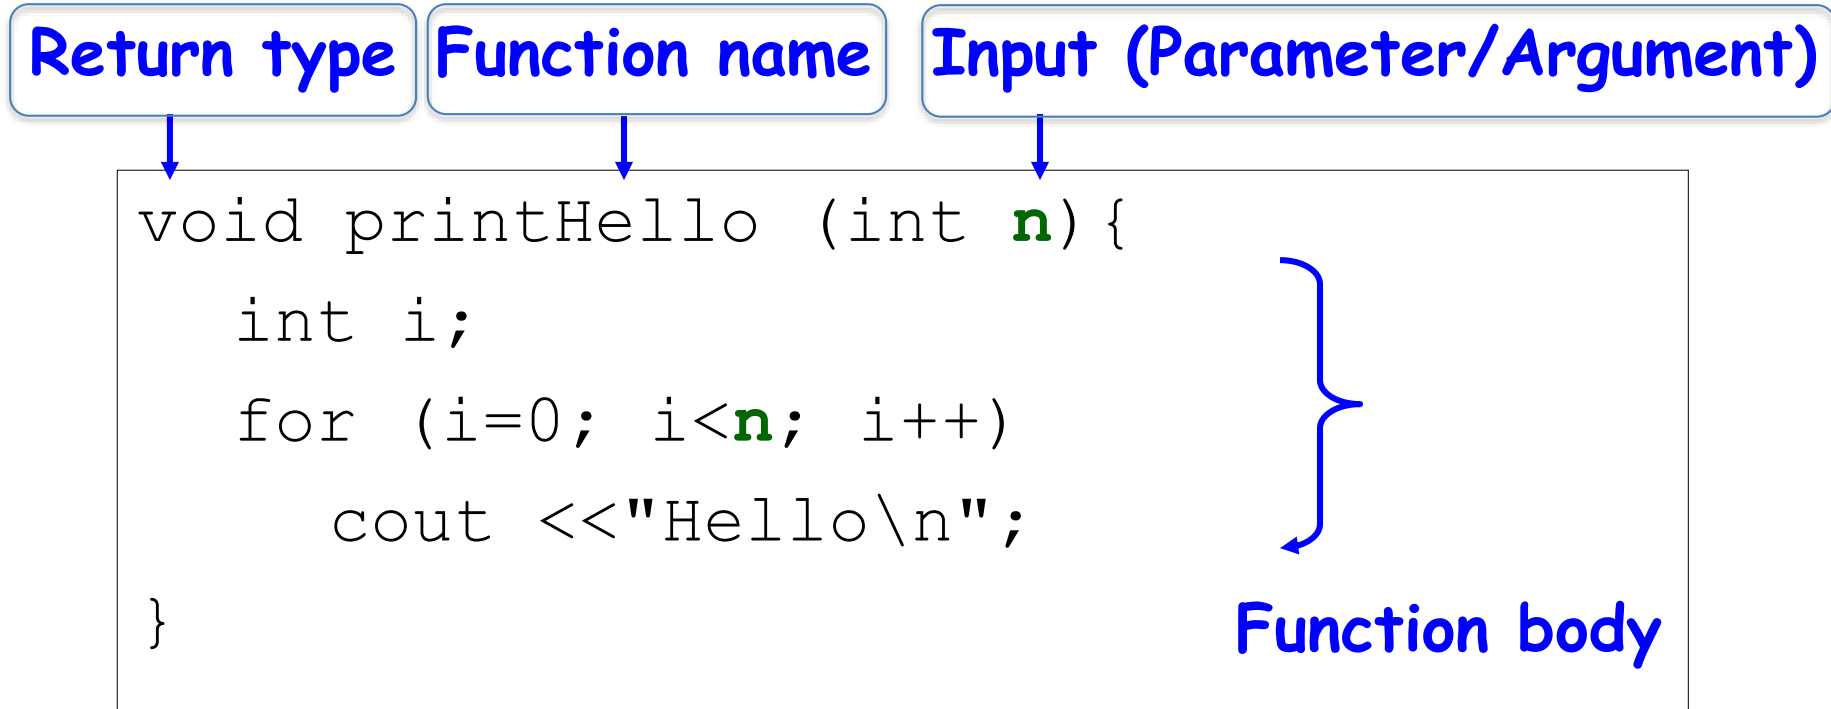 Return type Function name Input (Parameter/Argument)
void printHello (int n){
int i;
for (i=0; i<n; i++)
cout <<"Hello\n";
}
Function body